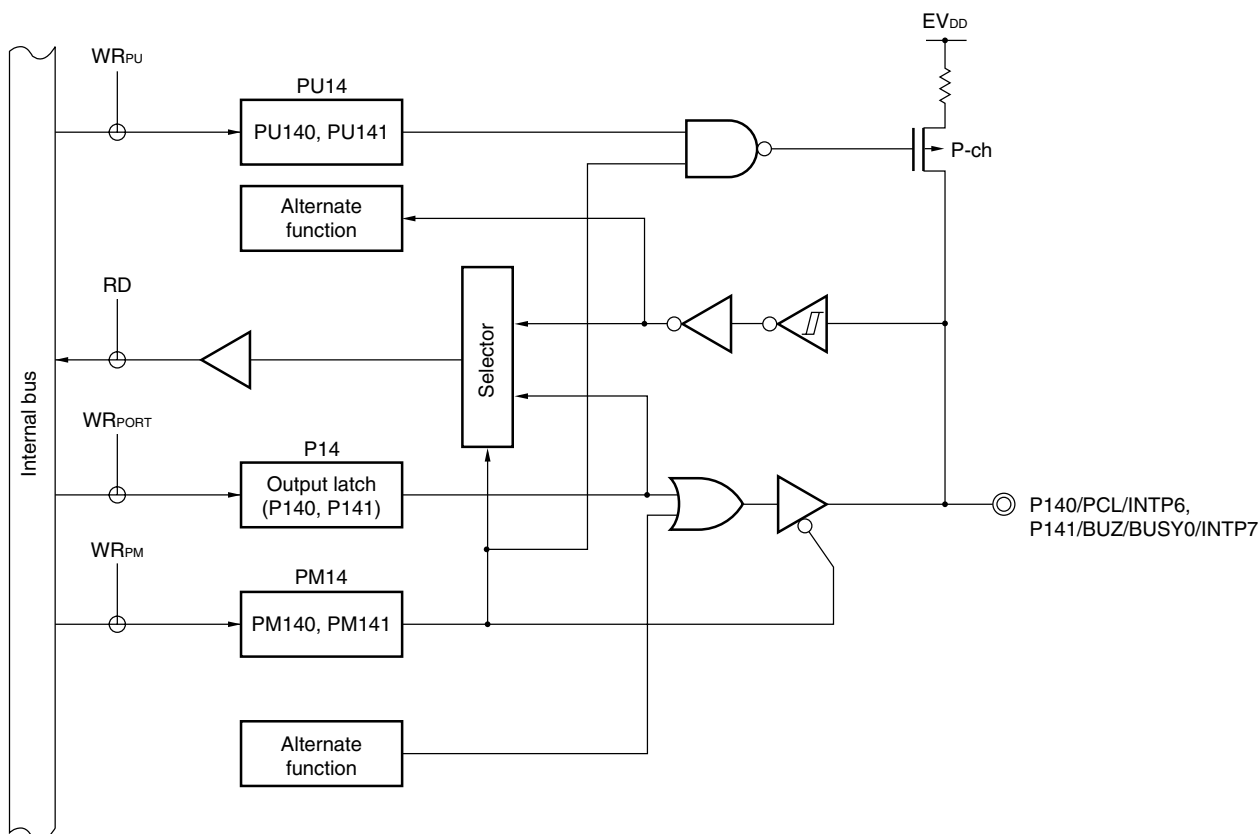 EVDD
WRPU
PU14
PU140, PU141
P-ch
Alternate
function
RD
Selector
Internal bus
WRPORT
P14
Output latch
(P140, P141)
P140/PCL/INTP6,
P141/BUZ/BUSY0/INTP7
WRPM
PM14
PM140, PM141
Alternate
function